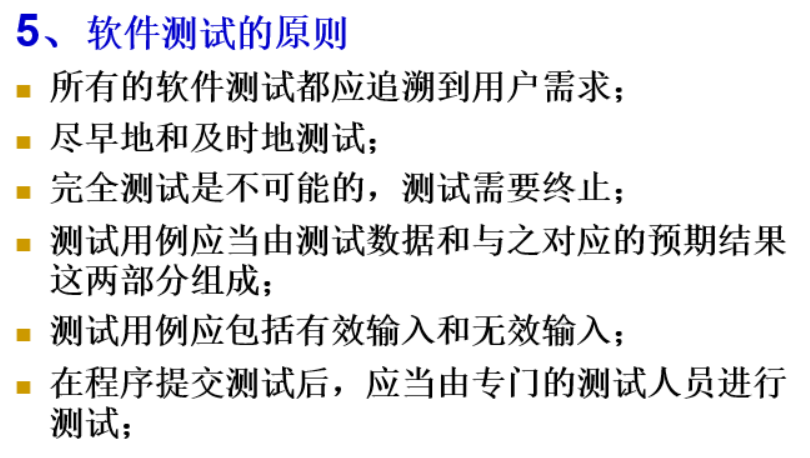 5、软件测试的原则
■ 所有的软件测试都应追溯到用户需求；
■ 尽早地和及时地测试；
■ 完全测试是不可能的，测试需要终止；
■ 测试用例应当由测试数据和与之对应的预期结果
这两部分组成；
■ 测试用例应包括有效输入和无效输入；
■ 在程序提交测试后，应当由专门的测试人员进行
测试；